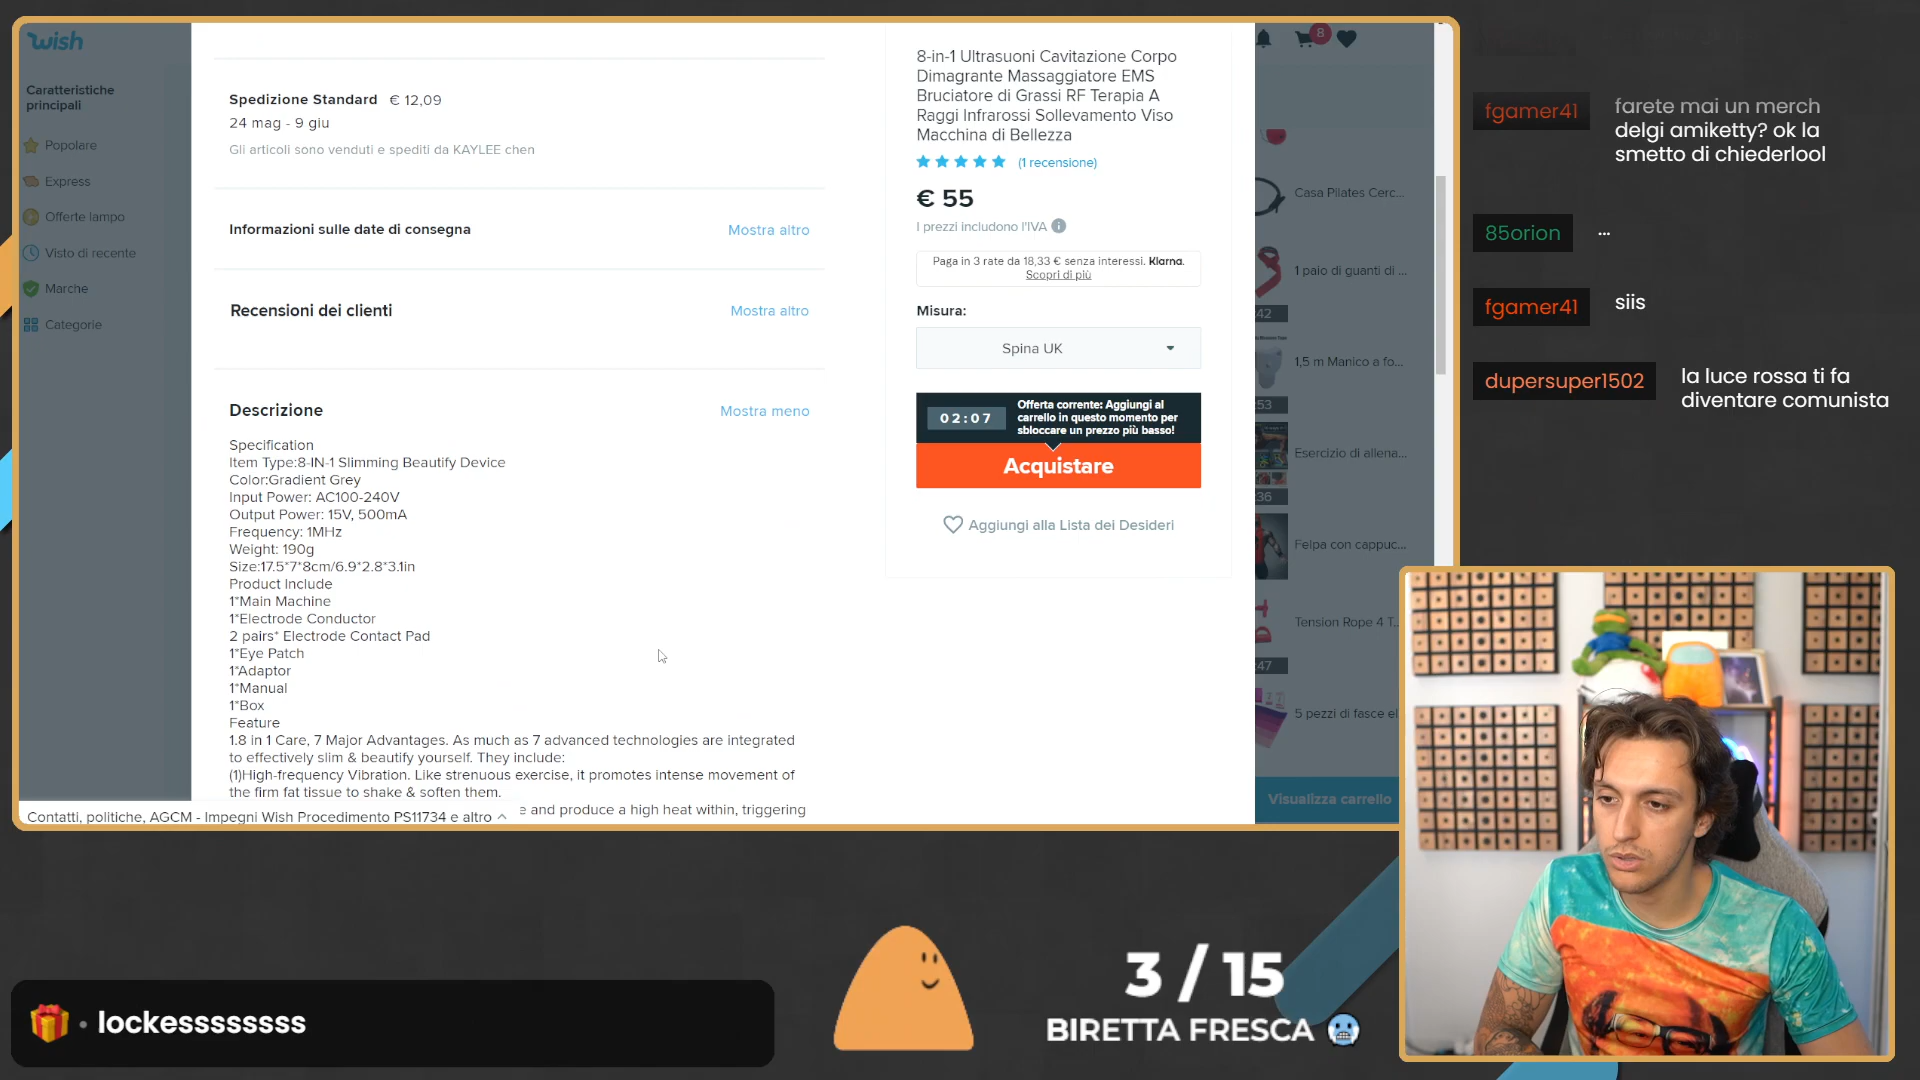 wish
Caratteristiche
principali
Popolare
Express
Offerte lampo
Visto di recente
Marche
Categorie
Spedizione Standard € 12,09
24 mag - 9 giu
Gli articoli sono venduti e spediti da KAYLEE chen
Informazioni sulle date di consegna
Mostra altro
Recensioni dei clienti
Mostra altro
Descrizione
Mostra meno
Specification
Item Type:8-IN-1 Slimming Beautify Device
Color:Gradient Grey
Input Power: AC100-240V
Output Power: 15V, 500mA
Frequency: 1MHz
Weight: 190g
Size:17.5*7*8cm/6.9*2.8*3.1in
Product Include
1*Main Machine
1*Electrode Conductor
2 pairs* Electrode Contact Pad
1*Eye Patch
1*Adaptor
1*Manual
1*Box
Feature
1.8 in 1 Care, 7 Major Advantages. As much as 7 advanced technologies are integrated
to effectively slim & beautify yourself. They include:
(1)High-frequency Vibration. Like strenuous exercise, it promotes intense movement of
the firm fat tissue to shake & soften them.
e and produce a high heat within, triggering
Contatti, politiche, AGCM - Impegni Wish Procedimento PS11734 e altro
8-in-1 Ultrasuoni Cavitazione Corpo
Dimagrante Massaggiatore EMS
Bruciatore di Grassi RF Terapia A
Raggi Infrarossi Sollevamento Viso
Macchina di Bellezza
(1 recensione)
€ 55
I prezzi includono l'IVA
Paga in 3 rate da 18,33 € senza interessi. Klarna.
Scopri di più
Misura:
Spina UK
02:07
Offerta corrente: Aggiungi al
carrello in questo momento per
sbloccare un prezzo più basso!
Acquistare
Aggiungi alla Lista dei Desideri
8
Casa Pilates Cerc...
1 paio di guanti di ...
:42
1,5 m Manico a fo...
:53
Esercizio di allena...
:36
Felpa con cappuc...
Tension Rope 4 T...
:47
5 pezzi di fasce el
Visualizza carrello
fgamer41 farete mai un merch
delgi amiketty? ok la
smetto di chiederlool
85orion ...
fgamer41 siis
dupersuper1502 la luce rossa ti fa
diventare comunista
lockessssssss
3 / 15
BIRETTA FRESCA